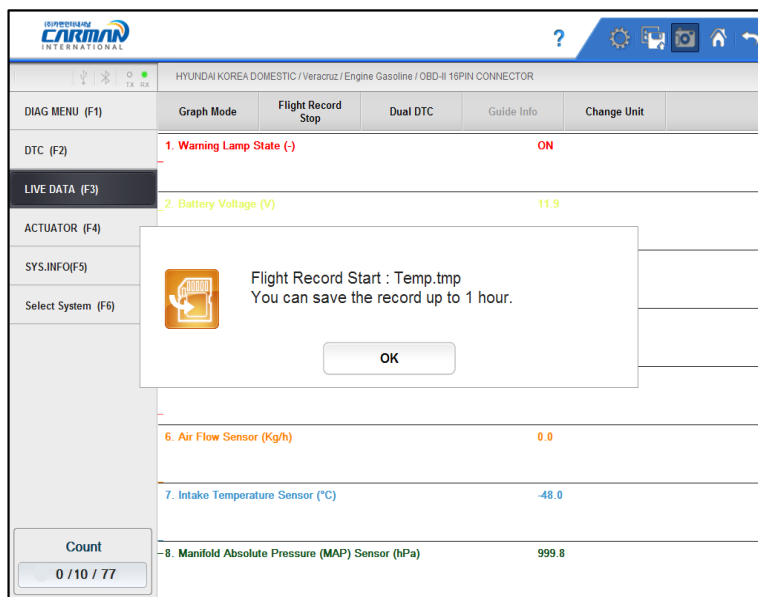 (주)카맨인터내셔날
CARMAN
INTERNATIONAL
?
TX RX
HYUNDAI KOREA DOMESTIC / Veracruz / Engine Gasoline / OBD-II 16PIN CONNECTOR
DIAG MENU (F1)
DTC (F2)
LIVE DATA (F3)
ACTUATOR (F4)
SYS.INFO(F5)
Select System (F6)
Graph Mode
Flight Record
Stop
Dual DTC
Guide Info
Change Unit
1. Warning Lamp State (-) ON
2. Battery Voltage (V) 11.9
Flight Record Start : Temp.tmp
You can save the record up to 1 hour.
OK
6. Air Flow Sensor (Kg/h) 0.0
7. Intake Temperature Sensor (°C) -48.0
8. Manifold Absolute Pressure (MAP) Sensor (hPa) 999.8
Count
0 / 10 / 77